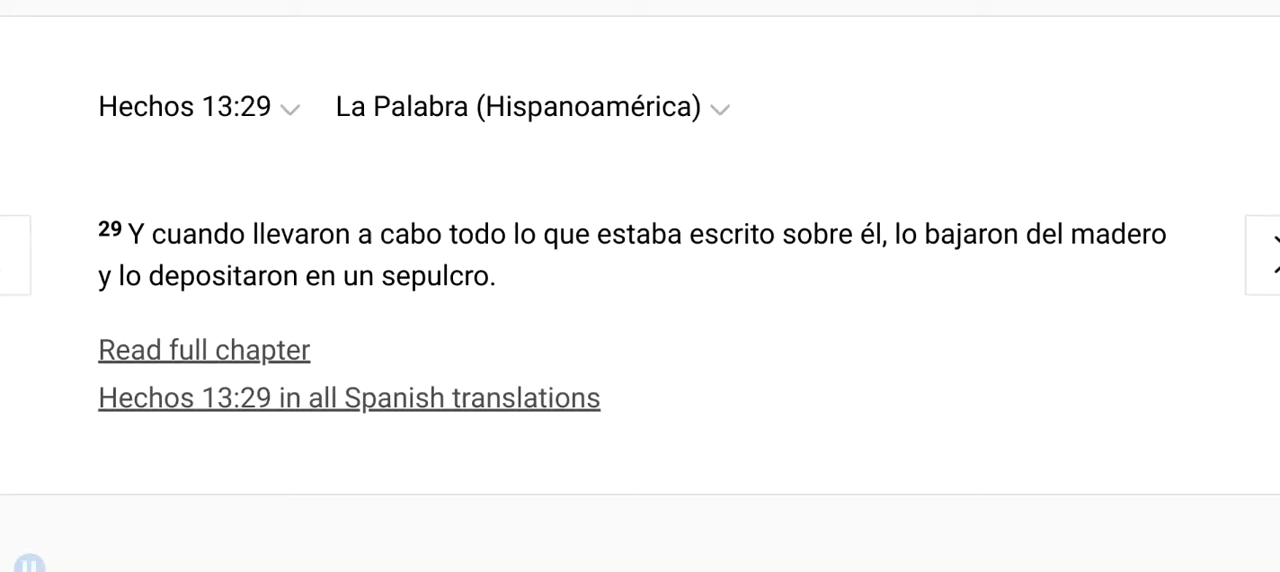 Hechos 13:29 La Palabra (Hispanoamérica)
29 Y cuando llevaron a cabo todo lo que estaba escrito sobre él, lo bajaron del madero
y lo depositaron en un sepulcro.
Read full chapter
Hechos 13:29 in all Spanish translations